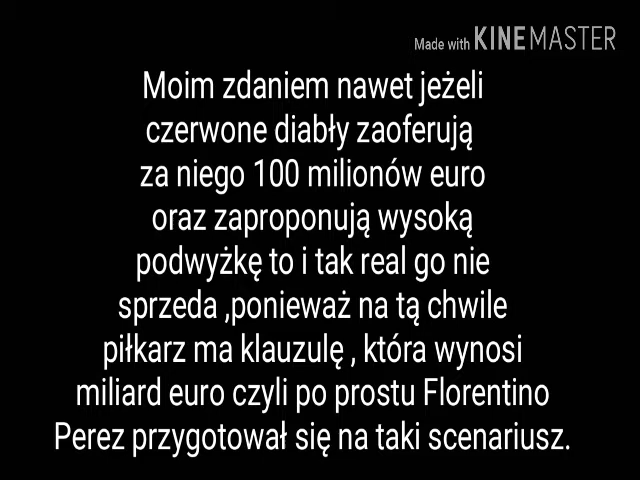 Made with KINEMASTER
Moim zdaniem nawet jeżeli
czerwone diabły zaoferują
za niego 100 milionów euro
oraz zaproponują wysoką
podwyżkę to i tak real go nie
sprzeda ,ponieważ na tą chwile
piłkarz ma klauzulę , która wynosi
miliard euro czyli po prostu Florentino
Perez przygotował się na taki scenariusz.